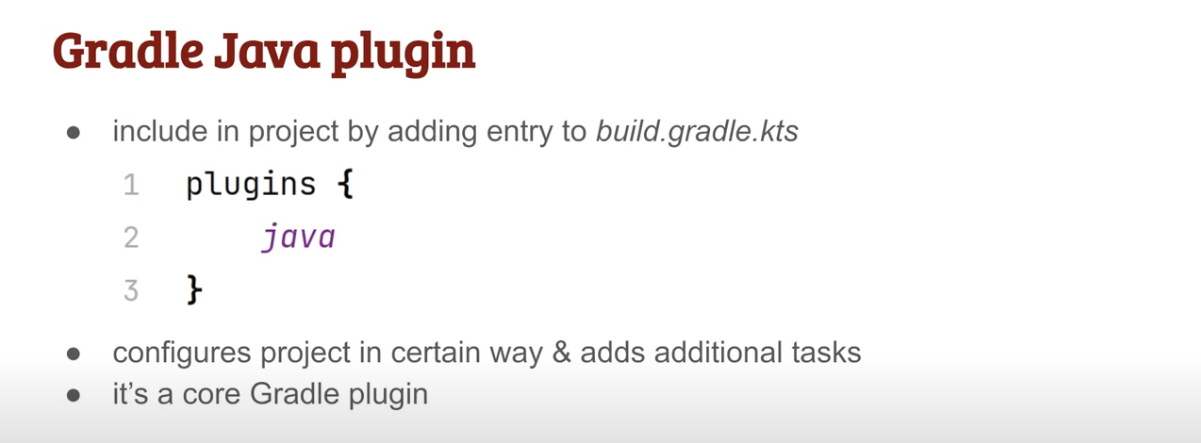 Gradle Java plugin
● include in project by adding entry to build.gradle.kts
1 plugins {
2 java
3 }
● configures project in certain way & adds additional tasks
● it's a core Gradle plugin